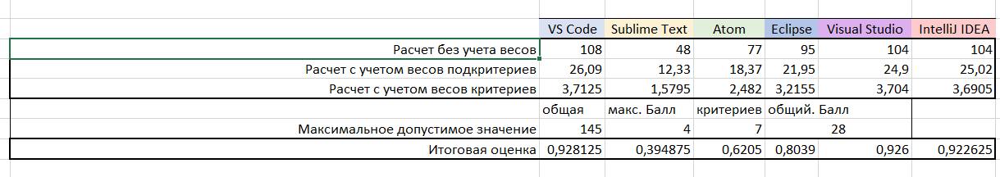 VS Code Sublime Text Atom Eclipse Visual Studio IntelliJ IDEA
Расчет без учета весов 108 48 77 95 104 104
Расчет с учетом весов подкритериев 26,09 12,33 18,37 21,95 24,9 25,02
Расчет с учетом весов критериев 3,7125 1,5795 2,482 3,2155 3,704 3,6905
общая макс. Балл критериев общий. Балл
Максимальное допустимое значение 145 4 7 28
Итоговая оценка 0,928125 0,394875 0,6205 0,8039 0,926 0,922625